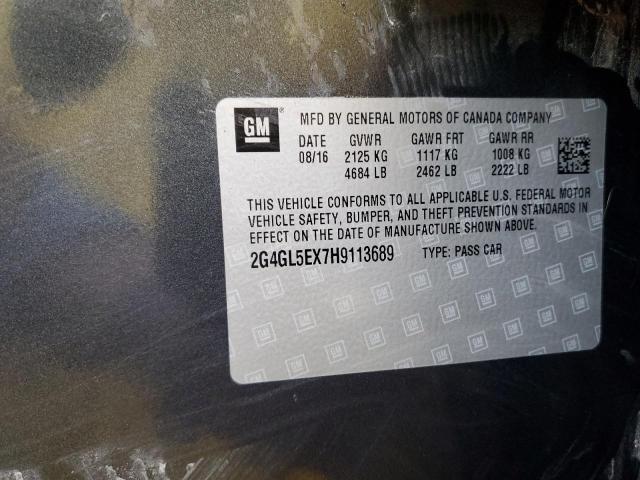 GM ® MFD BY GENERAL MOTORS OF CANADA COMPANY
DATE GVWR GAWR FRT GAWR RR
08/16 2125 KG 1117 KG 1008 KG
4684 LB 2462 LB 2222 LB
THIS VEHICLE CONFORMS TO ALL APPLICABLE U.S. FEDERAL MOTOR
VEHICLE SAFETY, BUMPER, AND THEFT PREVENTION STANDARDS IN
EFFECT ON THE DATE OF MANUFACTURE SHOWN ABOVE.
2G4GL5EX7H9113689 TYPE: PASS CAR